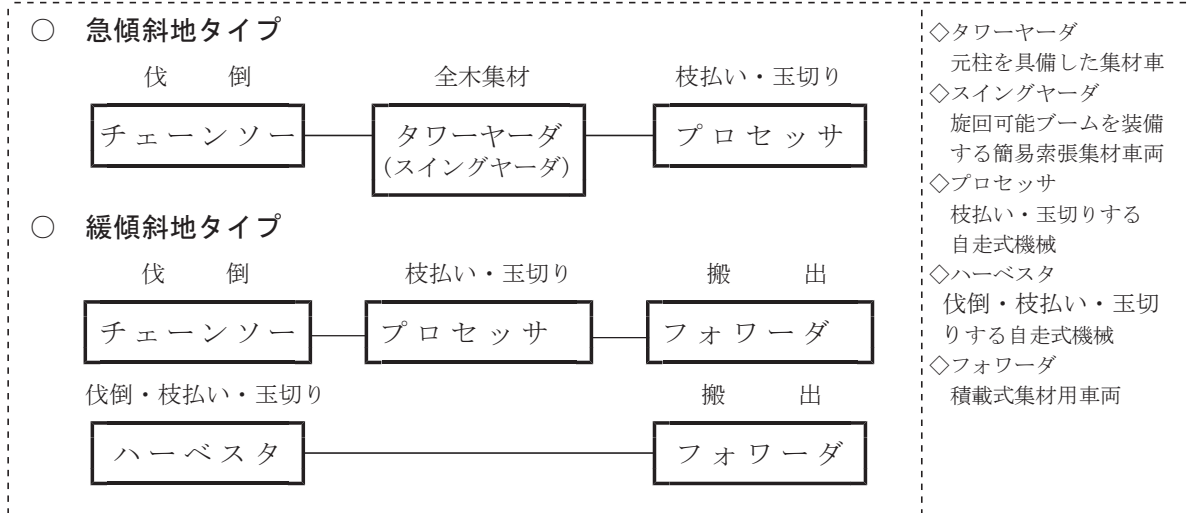 ○　急傾斜地タイプ
伐　　倒　　　全木集材　　　枝払い・玉切り
チェーンソー　　タワーヤーダ　　プロセッサ
(スイングヤーダ)
○　緩傾斜地タイプ
伐　　倒　　　枝払い・玉切り　　　搬　　出
チェーンソー　　プロセッサ　　フォワーダ
伐倒・枝払い・玉切り　　　搬　　出
ハーベスタ　　フォワーダ
◇タワーヤーダ
元柱を具備した集材車
◇スイングヤーダ
旋回可能ブームを装備
する簡易索張集材車両
◇プロセッサ
枝払い・玉切りする
自走式機械
◇ハーベスタ
伐倒・枝払い・玉切
りする自走式機械
◇フォワーダ
積載式集材用車両